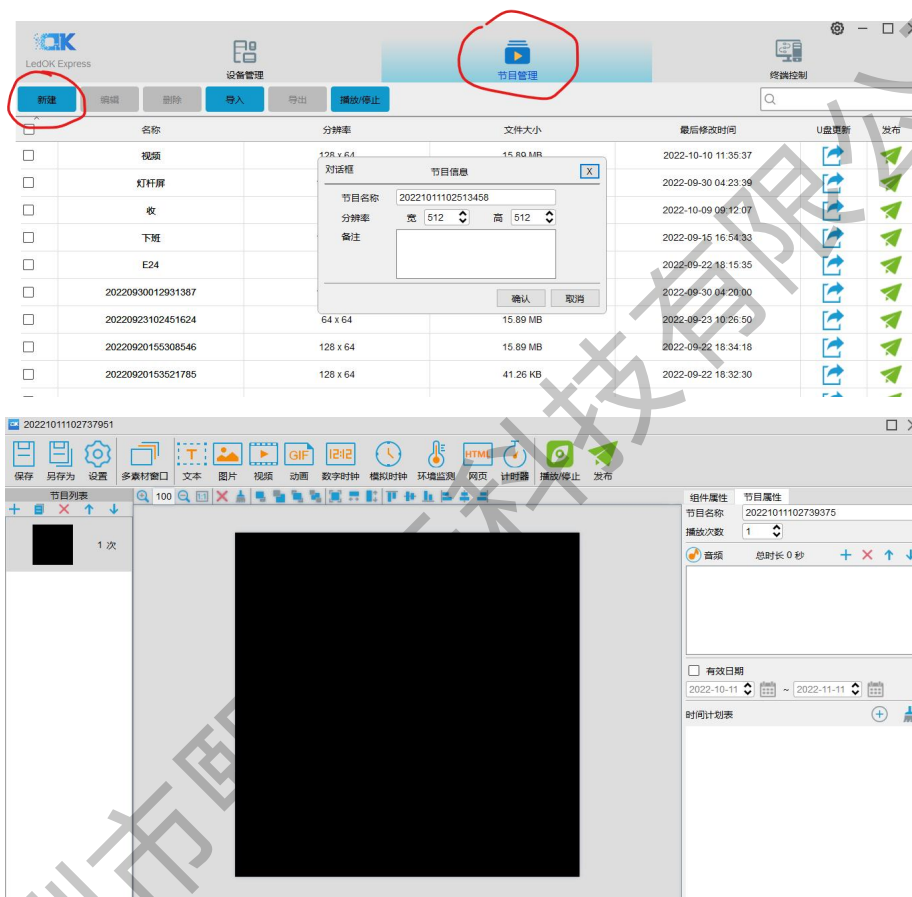 LedOK Express
设备管理
节目管理
终端控制
新建 编辑 删除 导入 导出 播放/停止
名称 分辨率 文件大小 最后修改时间 U盘更新 发布
视频 128 x 64 15.89 MB 2022-10-10 11:35:37
灯杆屏 2022-09-30 04:23:39
收 2022-10-09 09:12:07
下班 2022-09-15 16:54:33
E24 2022-09-22 18:15:35
20220930012931387 2022-09-30 04:20:00
20220923102451624 64 x 64 15.89 MB 2022-09-23 10:26:50
20220920155308546 128 x 64 15.89 MB 2022-09-22 18:34:18
20220920153521785 128 x 64 41.26 KB 2022-09-22 18:32:30
对话框 节目信息 X
节目名称 20221011102513458
分辨率 宽 512 高 512
备注
确认 取消
20221011102737951
保存 另存为 设置 多素材窗口 文本 图片 视频 动画 数字时钟 模拟时钟 环境监测 网页 计时器 播放/停止 发布
节目列表
100
1 次
组件属性 节目属性
节目名称 20221011102739375
播放次数 1
音频 总时长 0 秒
有效日期
2022-10-11 ~ 2022-11-11
时间计划表
科技有限公